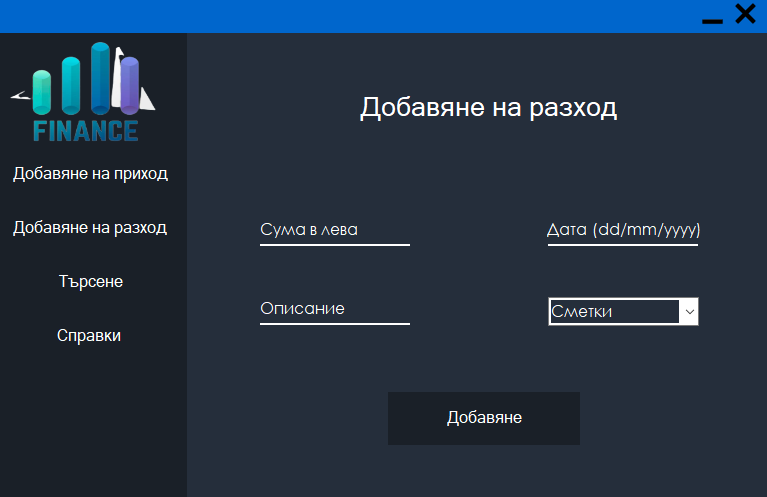 FINANCE
Добавяне на приход
Добавяне на разход
Търсене
Справки
Добавяне на разход
Сума в лева
Дата (dd/mm/yyyy)
Описание
Сметки
Добавяне